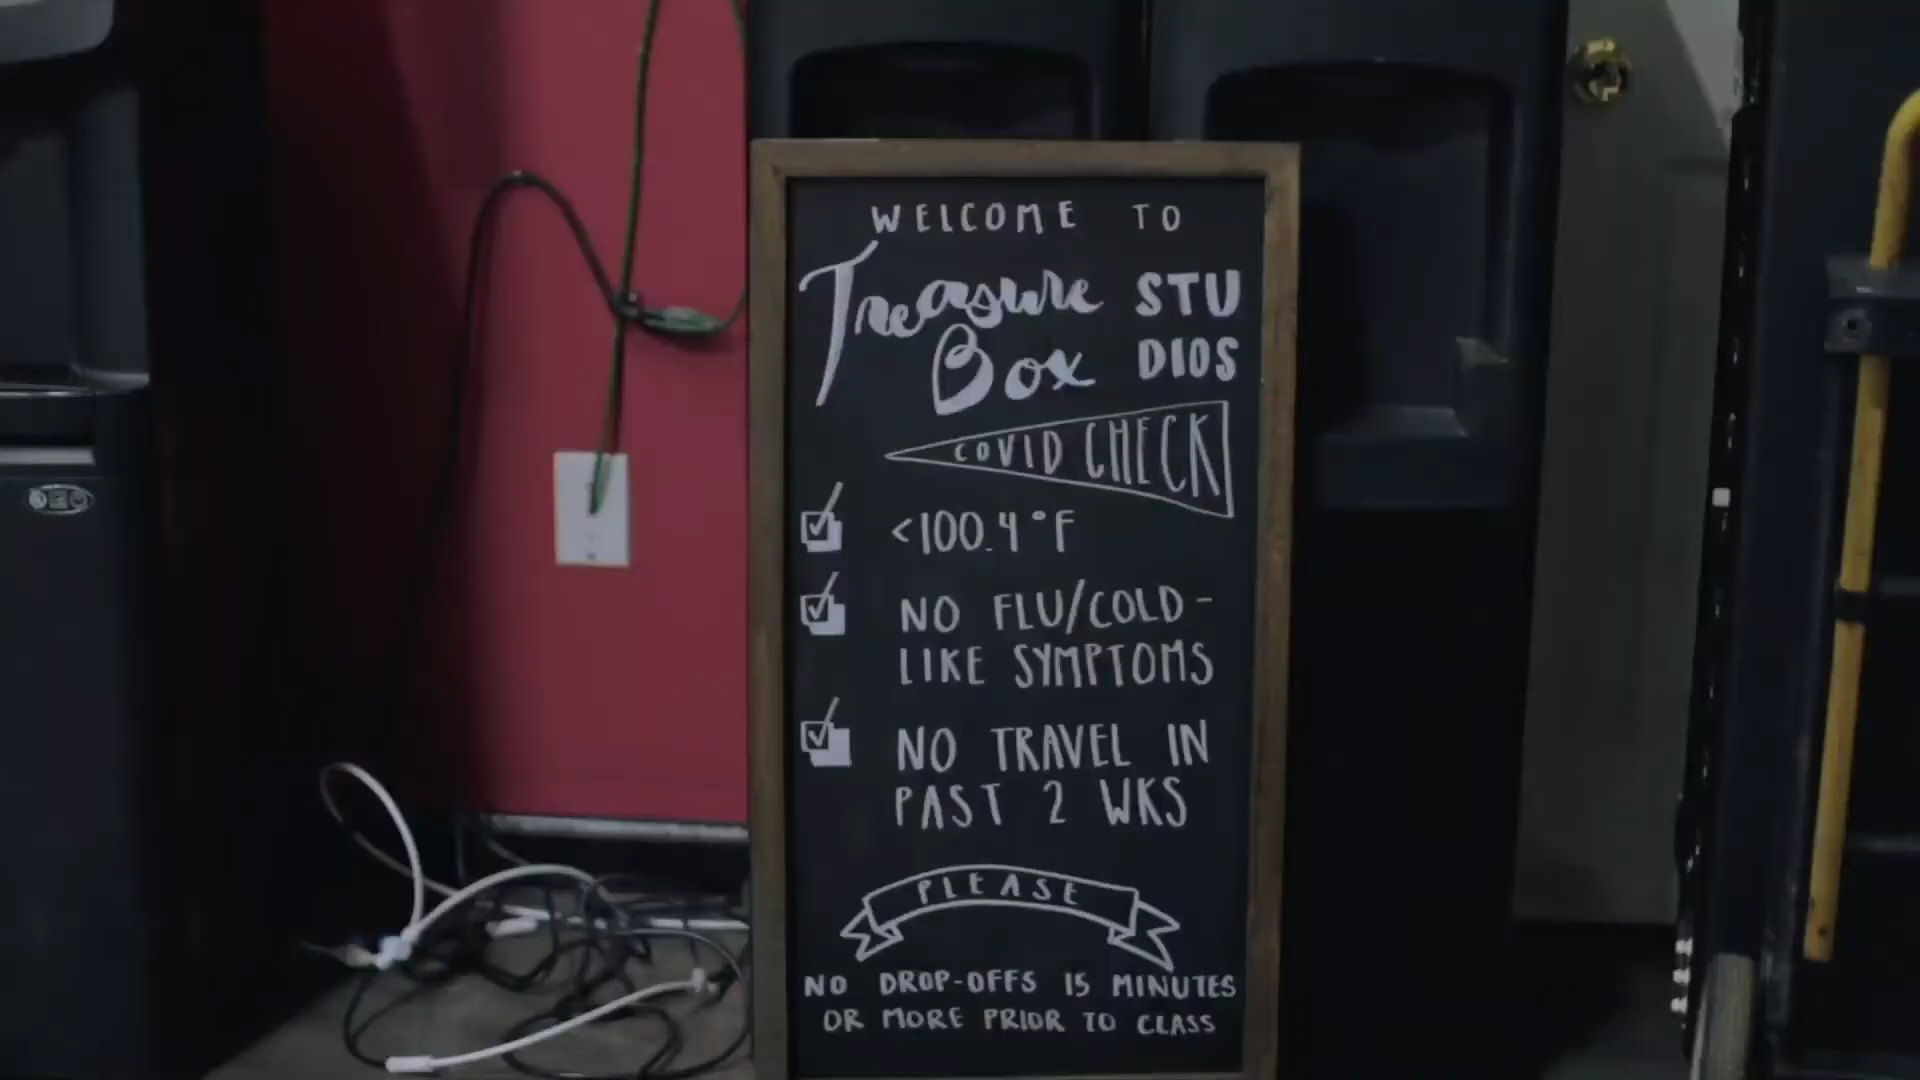 WELCOME TO
Treasure STU
Box DIOS
COVID CHECK
<100.4°F
NO FLU/COLD-
LIKE SYMPTOMS
NO TRAVEL IN
PAST 2 WKS
PLEASE
NO DROP-OFFS 15 MINUTES
OR MORE PRIOR TO CLASS